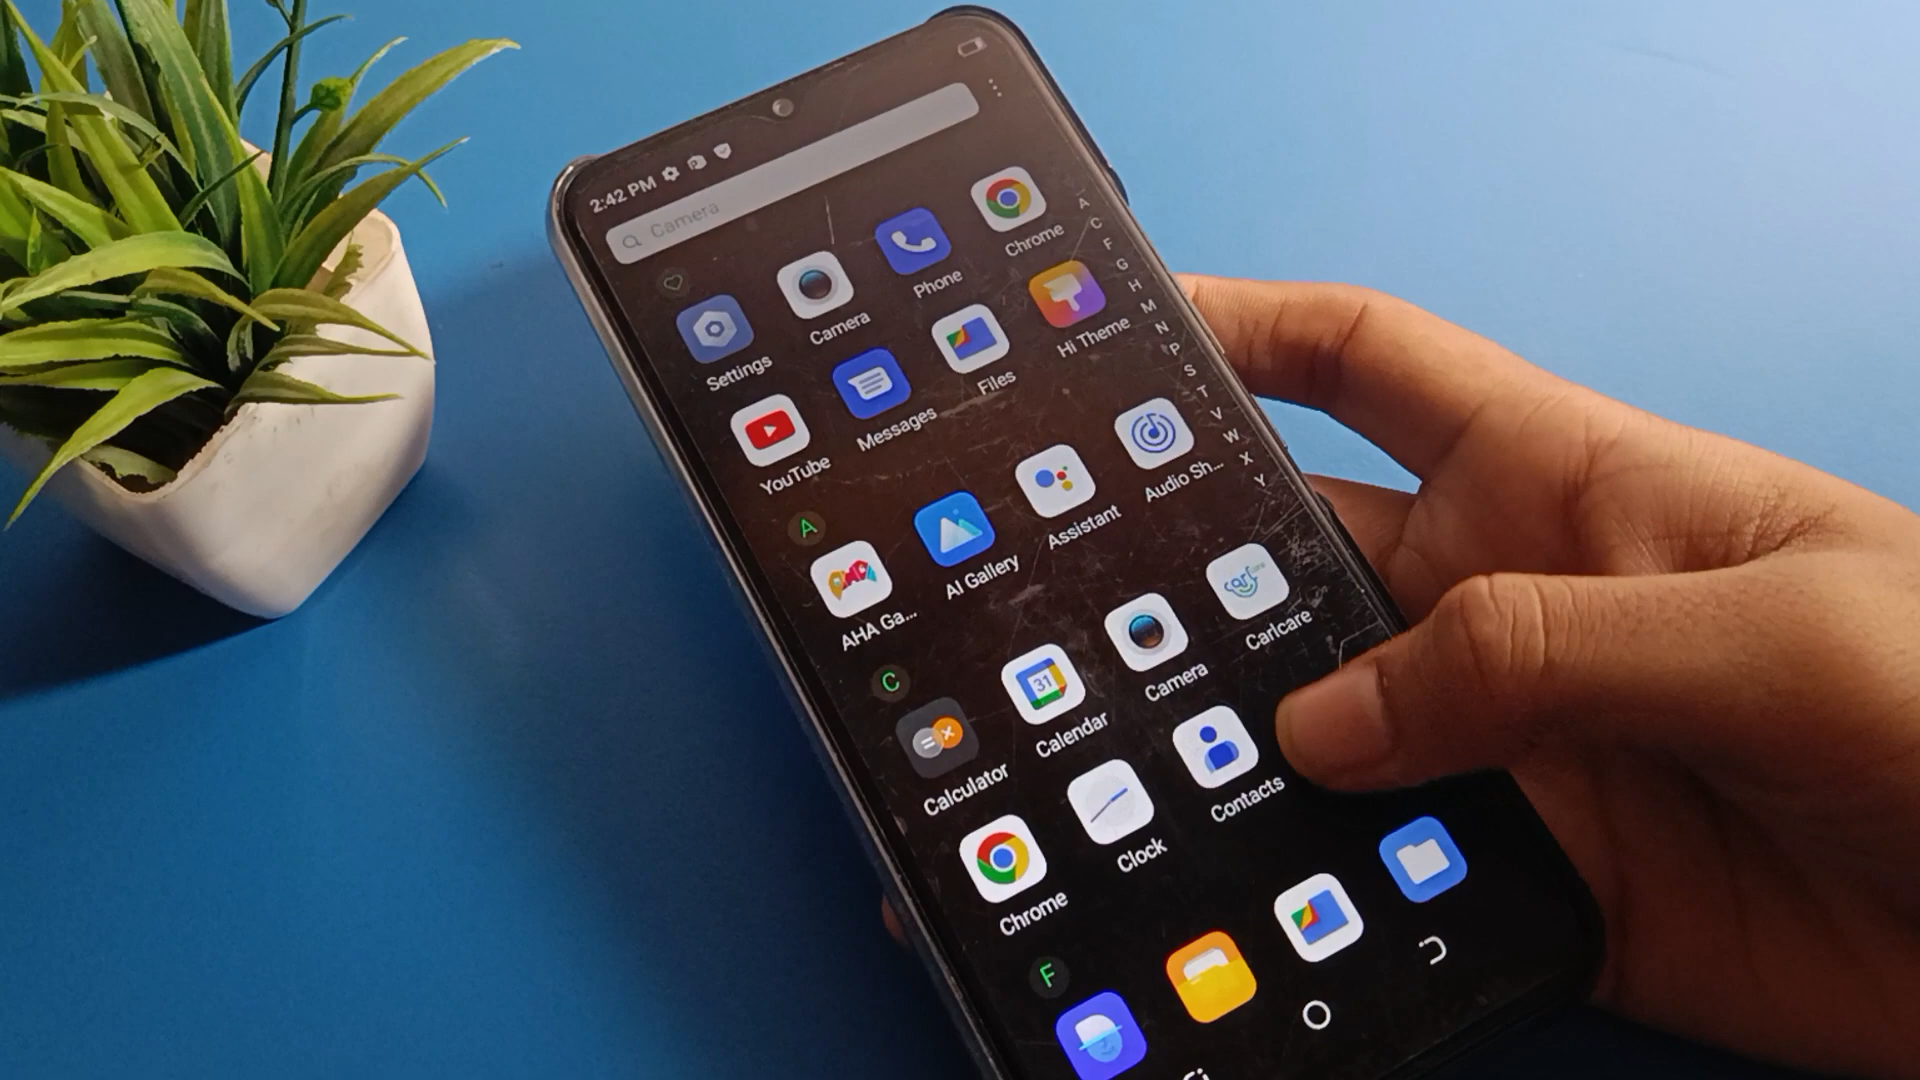 2:42 PM
Camera
Settings
Camera
Phone
Chrome
YouTube
Messages
Files
Hi Theme
A
AHA Ga...
AI Gallery
Assistant
Audio Sh...
C
Calculator
Calendar
31
Camera
Carlcare
Chrome
Clock
Contacts
F
A
C
F
G
H
M
N
P
S
T
V
W
X
Y